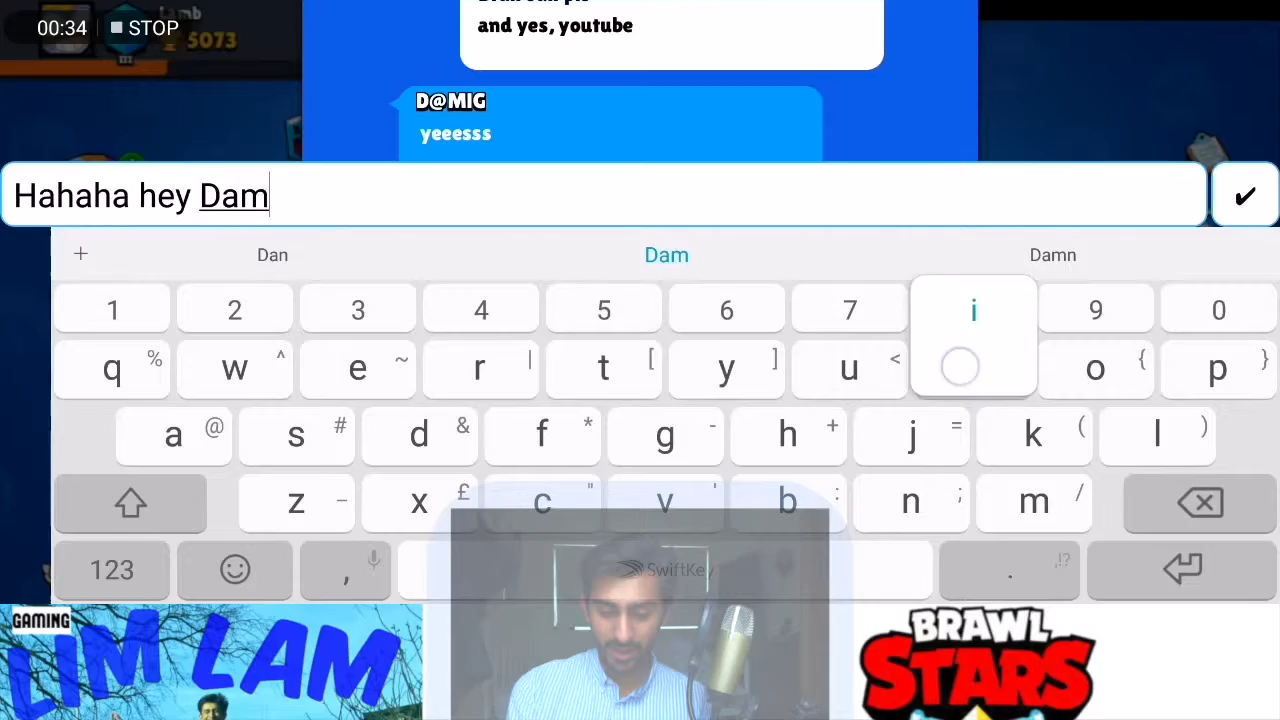 Lamb
00:34 STOP
5073
and yes, youtube
D@MIG
yeeesss
Hahaha hey Dam
✔
+ Dan Dam Damn
1 2 3 4 5 6 7 i 9 0
q % w ^ e ~ r | t [ y ] u < o { p }
a @ s # d & f * g - h + j = k ( l )
z _ x £ c " v ' b : n ; m /
123 , SwiftKey . !?
GAMING
LIM LAM
BRAWL
STARS